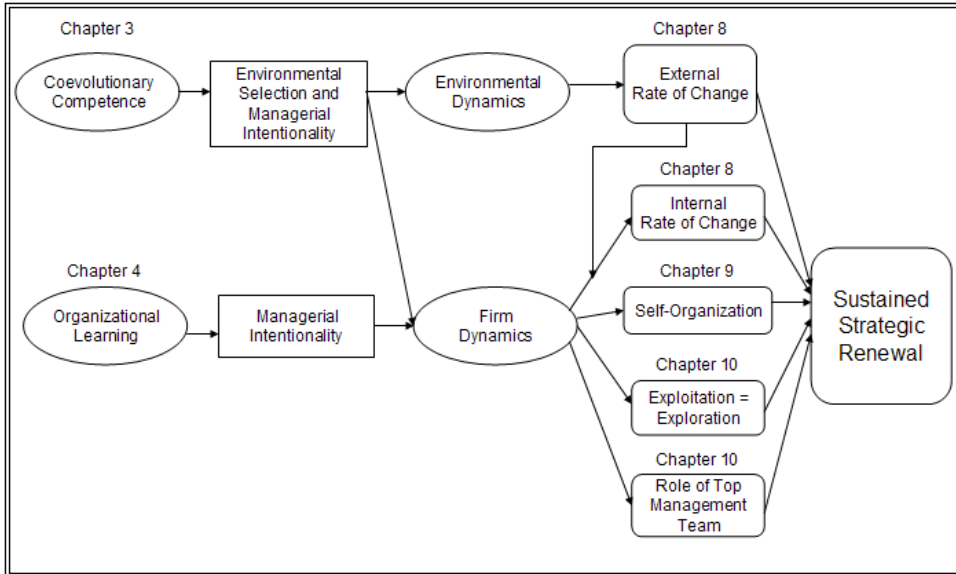 Chapter 3
Coevolutionary
Competence
Environmental
Selection and
Managerial
Intentionality
Environmental
Dynamics
Chapter 8
External
Rate of Change
Chapter 8
Internal
Rate of Change
Chapter 4
Organizational
Learning
Managerial
Intentionality
Firm
Dynamics
Chapter 9
Self-Organization
Chapter 10
Exploitation =
Exploration
Chapter 10
Role of Top
Management
Team
Sustained
Strategic
Renewal